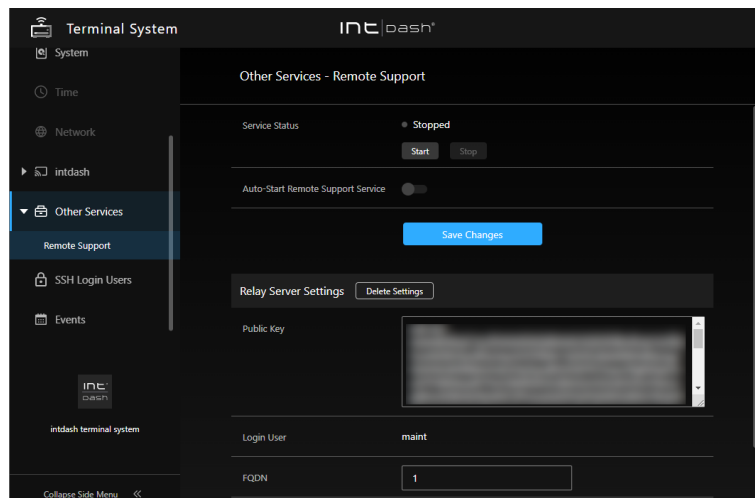 Terminal System
intdash®
System
Other Services - Remote Support
Time
Service Status
Stopped
Network
Start
Stop
intdash
Auto-Start Remote Support Service
Other Services
Save Changes
Remote Support
SSH Login Users
Relay Server Settings
Delete Settings
Events
Public Key
int
dash
intdash terminal system
Login User
maint
FQDN
1
Collapse Side Menu